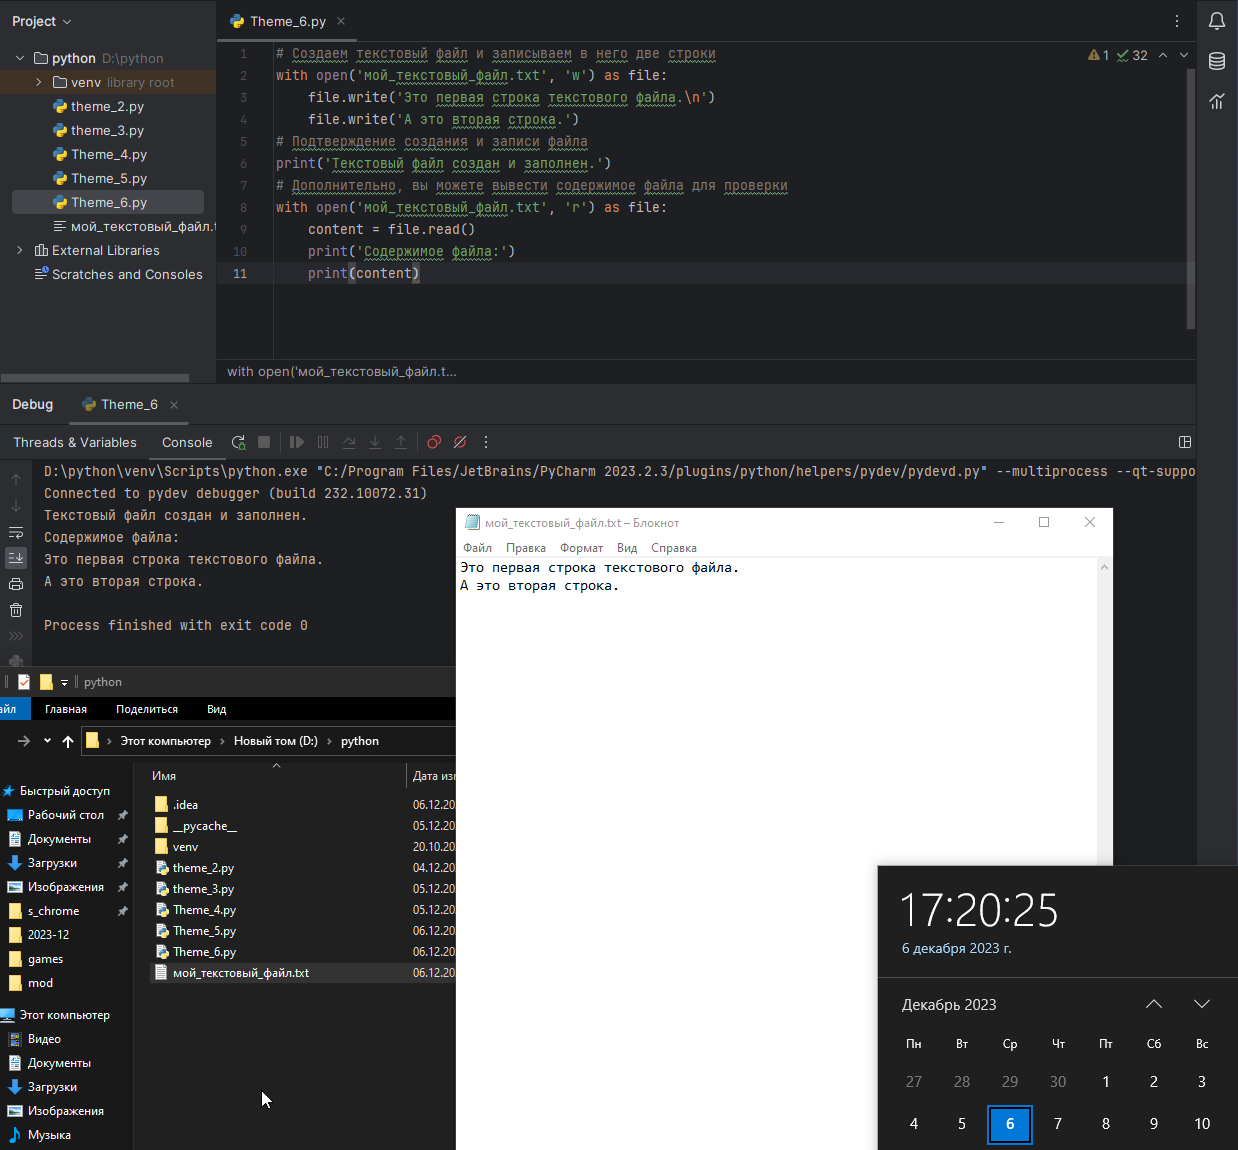 Project
Theme_6.py
python D:\python
venv library root
theme_2.py
theme_3.py
Theme_4.py
Theme_5.py
Theme_6.py
мой_текстовый_файл.t
External Libraries
Scratches and Consoles
1 32
1 # Создаем текстовый файл и записываем в него две строки
2 with open('мой_текстовый_файл.txt', 'w') as file:
3 file.write('Это первая строка текстового файла.\n')
4 file.write('А это вторая строка.')
5 # Подтверждение создания и записи файла
6 print('Текстовый файл создан и заполнен.')
7 # Дополнительно, вы можете вывести содержимое файла для проверки
8 with open('мой_текстовый_файл.txt', 'r') as file:
9 content = file.read()
10 print('Содержимое файла:')
11 print(content)
with open('мой_текстовый_файл.t...
Debug Theme_6
Threads & Variables Console
D:\python\venv\Scripts\python.exe "C:/Program Files/JetBrains/PyCharm 2023.2.3/plugins/python/helpers/pydev/pydevd.py" --multiprocess --qt-suppo
Connected to pydev debugger (build 232.10072.31)
Текстовый файл создан и заполнен.
Содержимое файла:
Это первая строка текстового файла.
А это вторая строка.
Process finished with exit code 0
мой_текстовый_файл.txt – Блокнот
Файл Правка Формат Вид Справка
Это первая строка текстового файла.
А это вторая строка.
python
айл Главная Поделиться Вид
Этот компьютер Новый том (D:) python
Имя Дата изм
Быстрый доступ
Рабочий стол
Документы
Загрузки
Изображения
s_chrome
2023-12
games
mod
Этот компьютер
Видео
Документы
Загрузки
Изображения
Музыка
.idea 06.12.20
__pycache__ 05.12.20
venv 20.10.20
theme_2.py 04.12.20
theme_3.py 05.12.20
Theme_4.py 05.12.20
Theme_5.py 06.12.20
Theme_6.py 06.12.20
мой_текстовый_файл.txt 06.12.20
17:20:25
6 декабря 2023 г.
Декабрь 2023
Пн Вт Ср Чт Пт Сб Вс
27 28 29 30 1 2 3
4 5 6 7 8 9 10